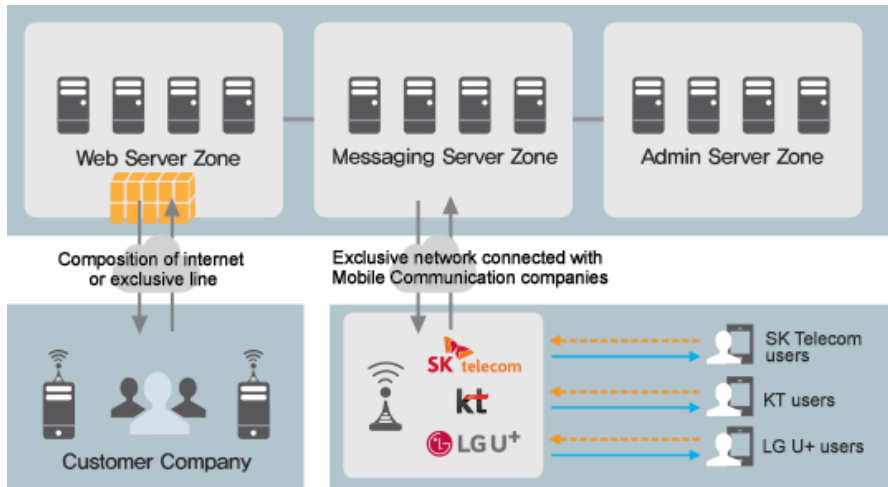 Web Server Zone
Messaging Server Zone
Admin Server Zone
Composition of internet
or exclusive line
Exclusive network connected with
Mobile Communication companies
Customer Company
SK telecom
kt
LG U+
SK Telecom
users
KT users
LG U+ users